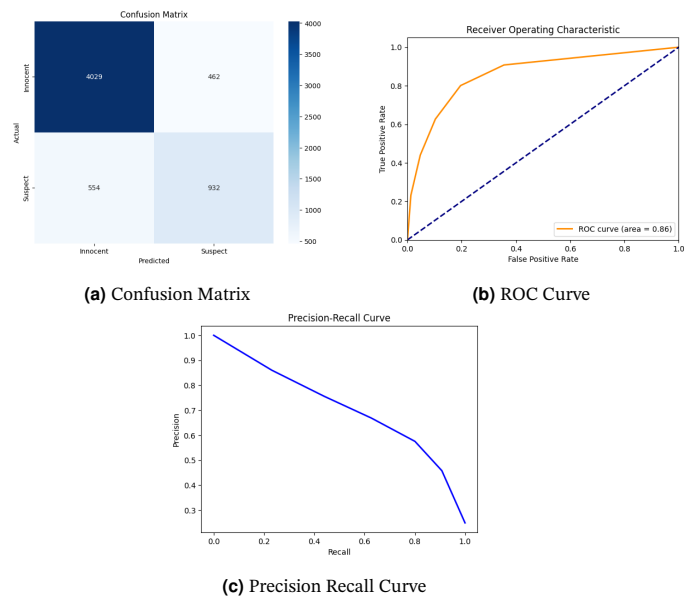 Confusion Matrix
4000
3500
3000
2500
2000
1500
1000
500
Actual
Innocent
Suspect
4029
462
554
932
Innocent
Suspect
Predicted
(a) Confusion Matrix
Receiver Operating Characteristic
True Positive Rate
1.0
0.8
0.6
0.4
0.2
0.0
ROC curve (area = 0.86)
0.0
0.2
0.4
0.6
0.8
1.0
False Positive Rate
(b) ROC Curve
Precision-Recall Curve
Precision
1.0
0.9
0.8
0.7
0.6
0.5
0.4
0.3
0.0
0.2
0.4
0.6
0.8
1.0
Recall
(c) Precision Recall Curve